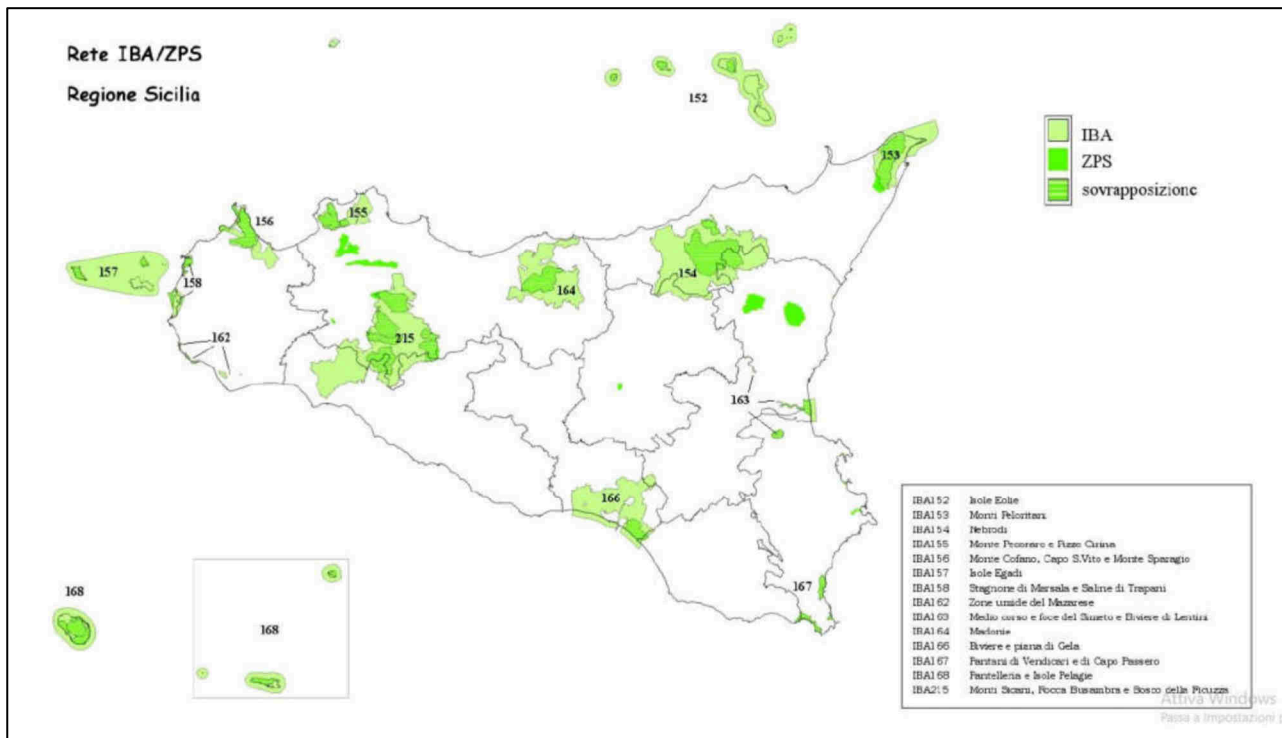 Rete IBA/ZPS
Regione Sicilia
152
IBA
ZPS
sovrapposizione
153
156
155
157
158
154
164
162
215
163
166
167
168
168
IBA152 Isole Eolie
IBA153 Monti Peloritani
IBA154 Nebrodi
IBA155 Monte Pecoraro e Pizzo Cirina
IBA156 Monte Cofano, Capo S.Vito e Monte Sparagio
IBA157 Isole Egadi
IBA158 Stagnone di Marsala e Saline di Trapani
IBA162 Zone umide del Mazarese
IBA163 Medio corso e foce del Simeto e Biviere di Lentini
IBA164 Madonie
IBA166 Biviere e piana di Gela
IBA167 Pantani di Vendicari e di Capo Passero
IBA168 Pantelleria e Isole Pelagie
IBA215 Monti Sicani, Rocca Busambra e Bosco della Ficuzza
Attiva Windows
Passa a Impostazioni p